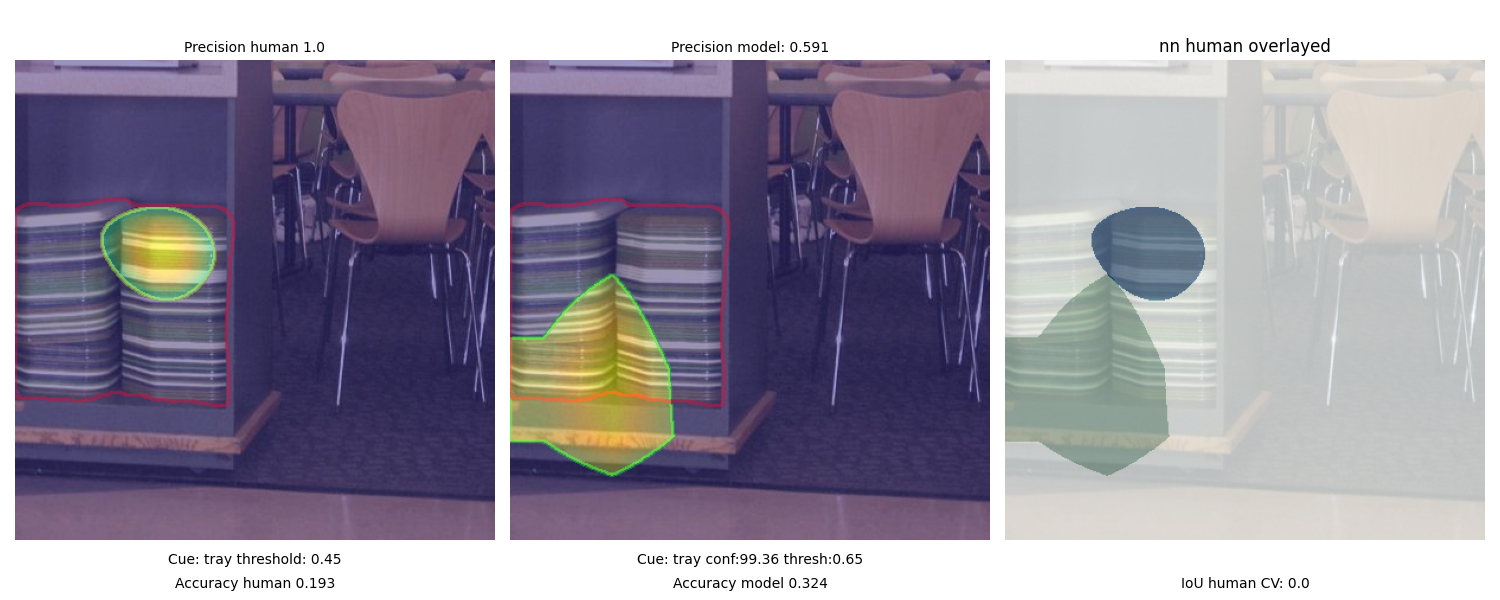 Precision human 1.0
Precision model: 0.591
nn human overlayed
Cue: tray threshold: 0.45
Cue: tray conf:99.36 thresh:0.65
Accuracy human 0.193
Accuracy model 0.324
IoU human CV: 0.0